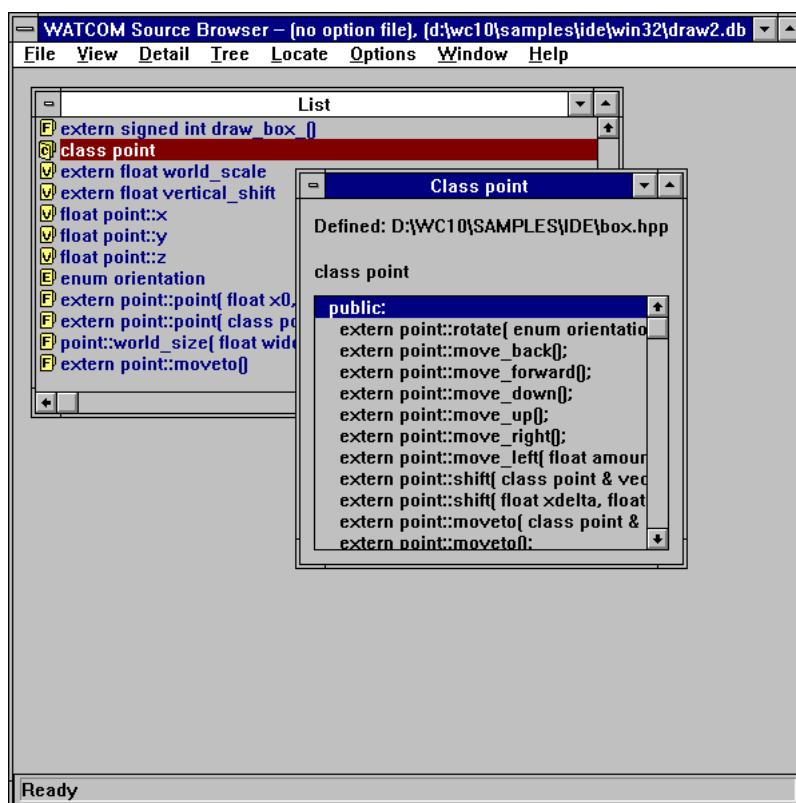 WATCOM Source Browser – (no option file), (d:\wc10\samples\ide\win32\draw2.db
File View Detail Tree Locate Options Window Help
List
F extern signed int draw_box_()
C class point
V extern float world_scale
V extern float vertical_shift
V float point::x
V float point::y
V float point::z
E enum orientation
F extern point::point( float x0,
F extern point::point( class po
F point::world_size( float wide
F extern point::moveto()
Class point
Defined: D:\WC10\SAMPLES\IDE\box.hpp
class point
public:
extern point::rotate( enum orientatio
extern point::move_back();
extern point::move_forward();
extern point::move_down();
extern point::move_up();
extern point::move_right();
extern point::move_left( float amour
extern point::shift( class point & vec
extern point::shift( float xdelta, float
extern point::moveto( class point &
extern point::moveto();
Ready